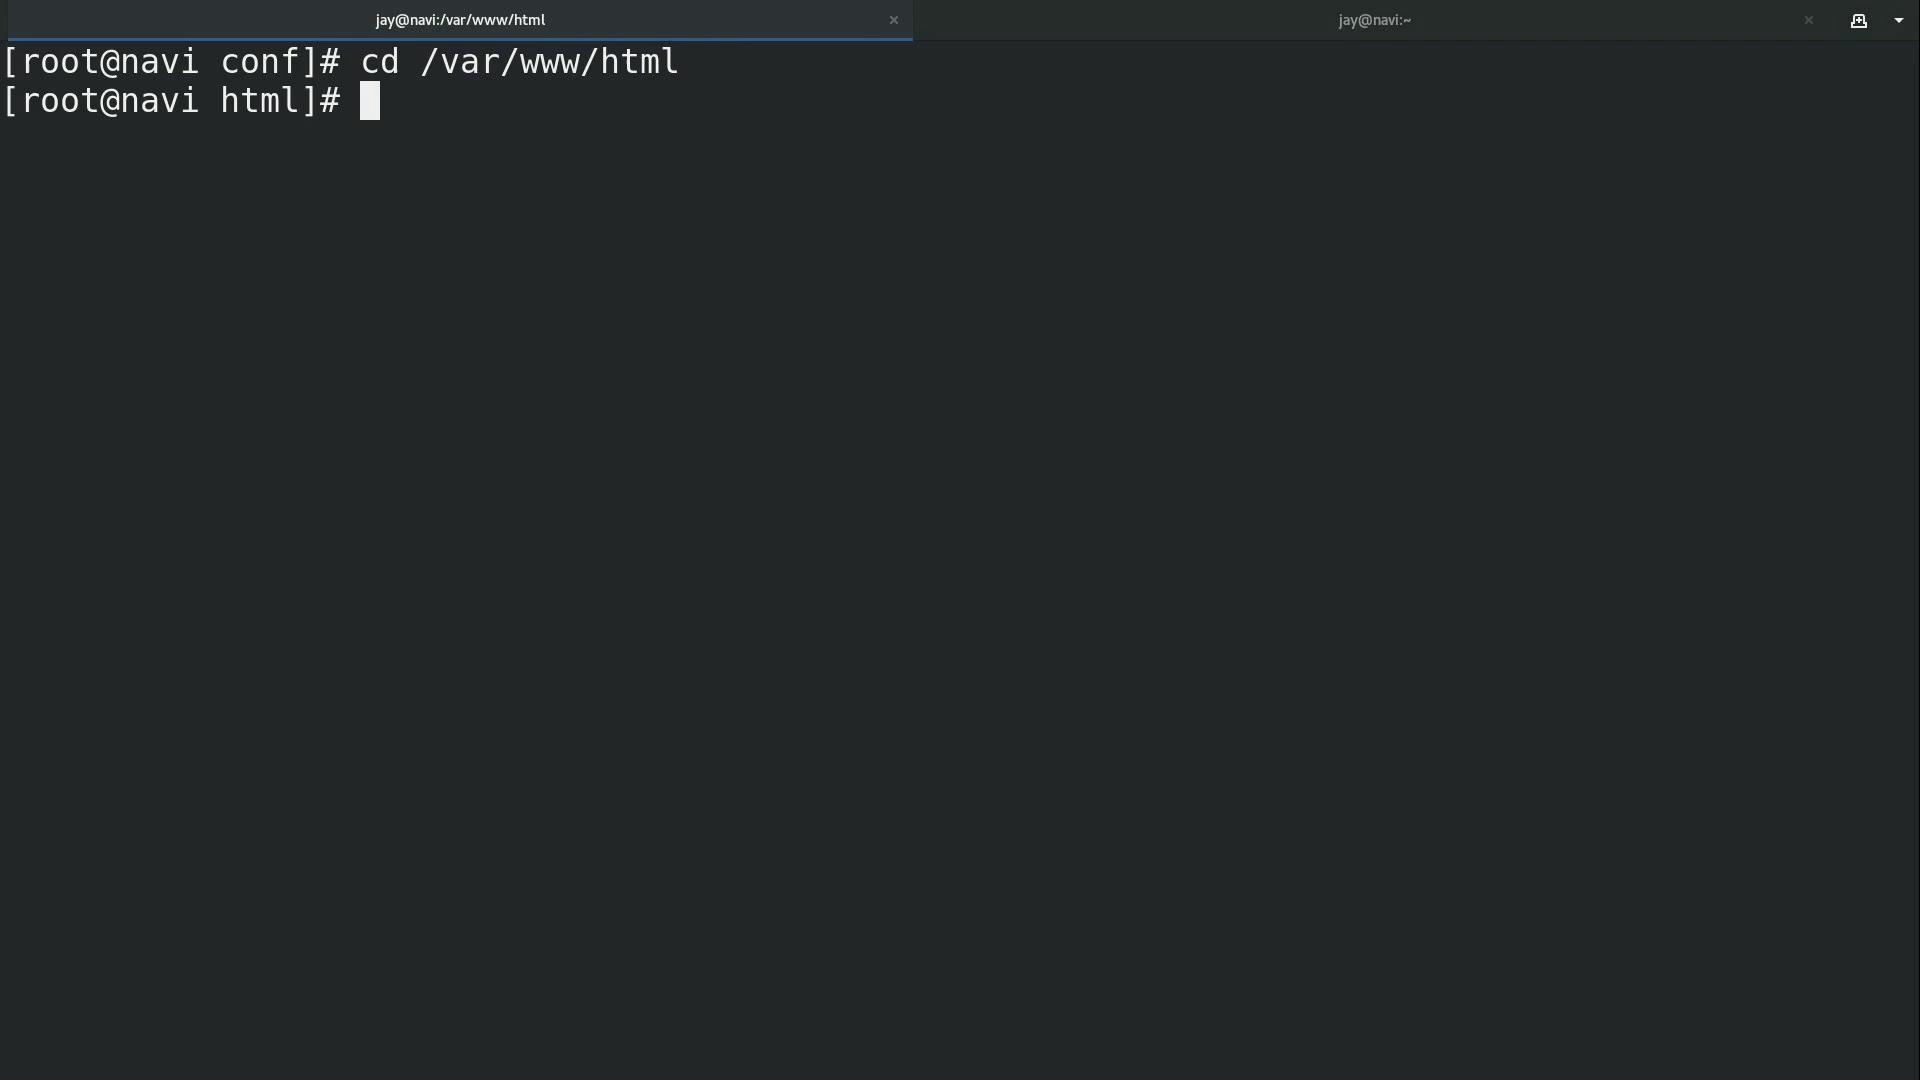 jay@navi:/var/www/html × jay@navi:~ ×
[root@navi conf]# cd /var/www/html
[root@navi html]#